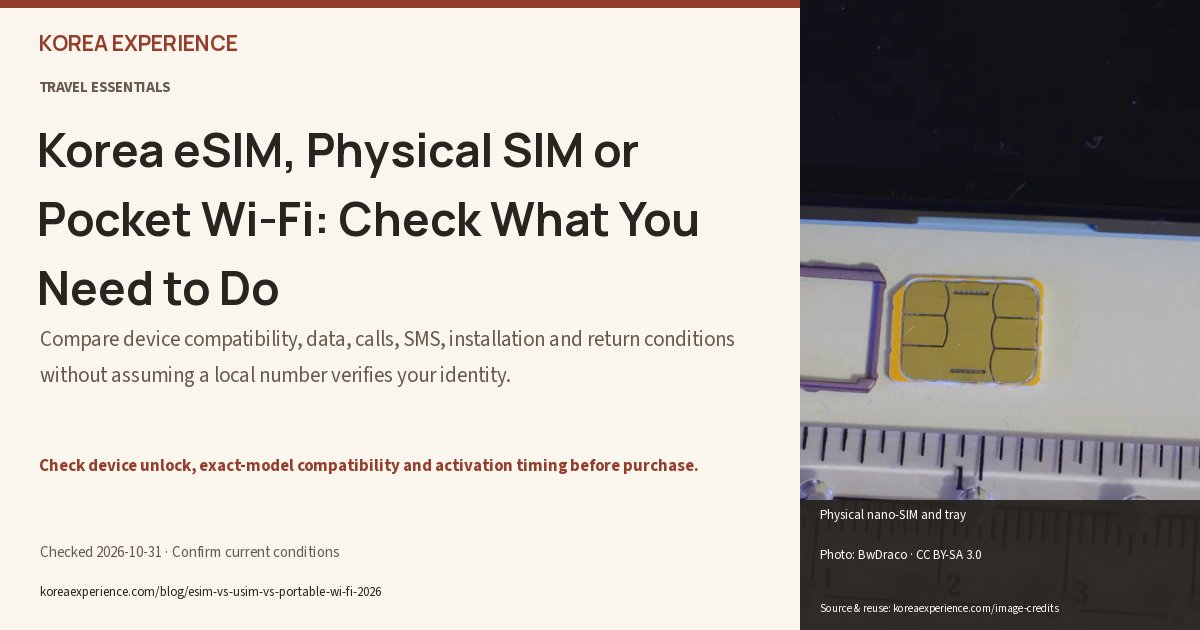 KOREA EXPERIENCE
TRAVEL ESSENTIALS
Korea eSIM, Physical SIM or
Pocket Wi-Fi: Check What You
Need to Do
Compare device compatibility, data, calls, SMS, installation and return conditions
without assuming a local number verifies your identity.
Check device unlock, exact-model compatibility and activation timing before purchase.
Checked 2026-10-31 · Confirm current conditions
koreaexperience.com/blog/esim-vs-usim-vs-portable-wi-fi-2026
1
Physical nano-SIM and tray
Photo: BwDraco · CC BY-SA 3.0
1 2 3
Source & reuse: koreaexperience.com/image-credits